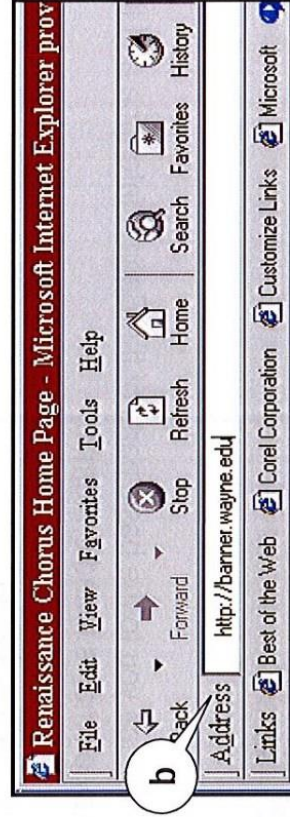 Renaissance Chorus Home Page - Microsoft Internet Explorer prov
File Edit View Favorites Tools Help
Back Forward Stop Refresh Home Search Favorites History
b
Address http://banner.wayne.edu
Links Best of the Web Corel Corporation Customize Links Microsoft